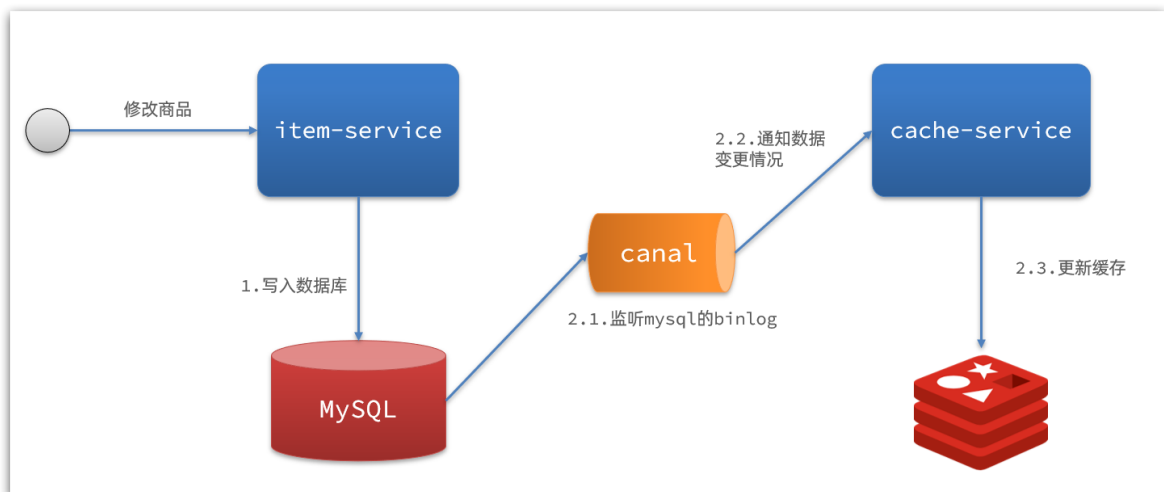 修改商品
item-service
cache-service
2.2.通知数据
变更情况
canal
1.写入数据库
2.3.更新缓存
2.1.监听mysql的binlog
MySQL